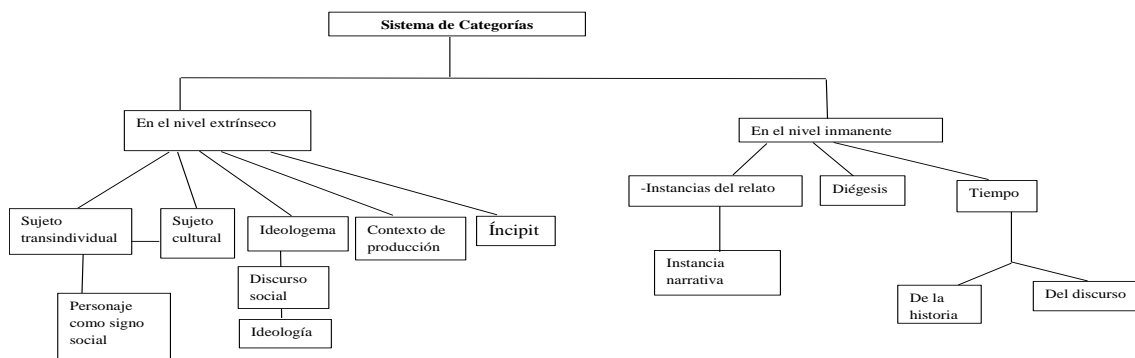 Sistema de Categorías
En el nivel extrínseco
En el nivel inmanente
Sujeto
transindividual
Sujeto
cultural
Ideologema
Contexto de
producción
Íncipit
-Instancias del relato
Diégesis
Tiempo
Personaje
como signo
social
Discurso
social
Ideología
Instancia
narrativa
De la
historia
Del discurso